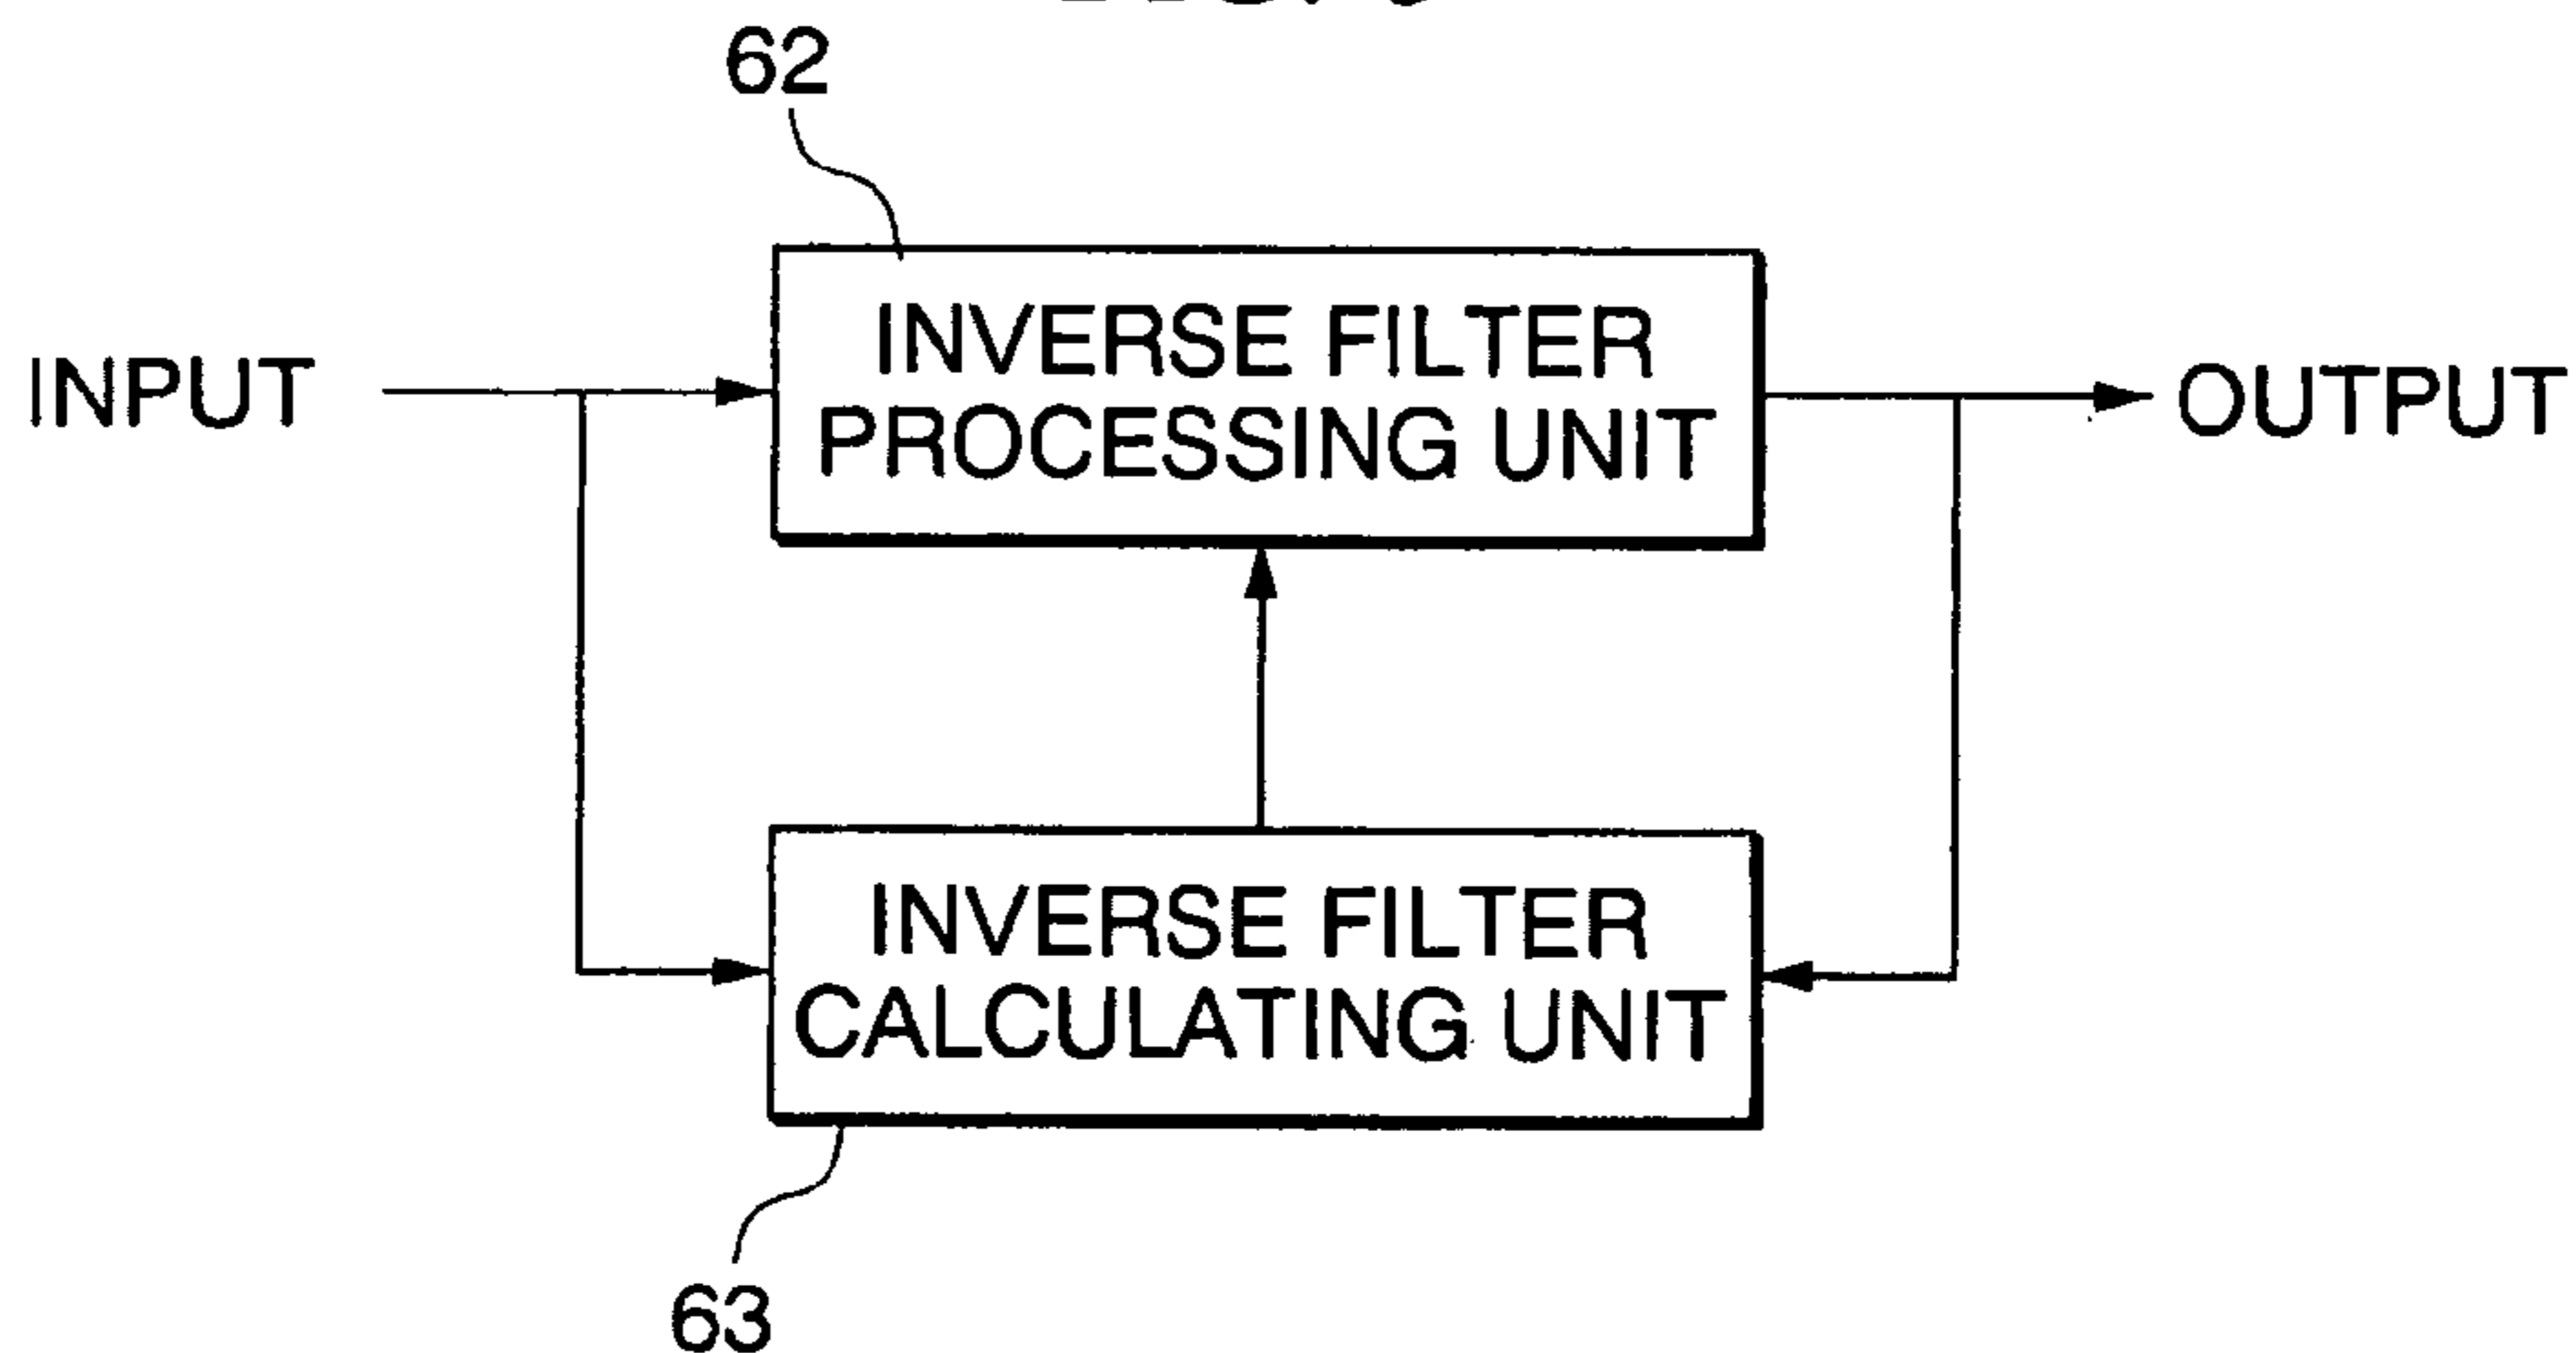 62
INPUT
INVERSE FILTER
PROCESSING UNIT
OUTPUT
INVERSE FILTER
CALCULATING UNIT
63